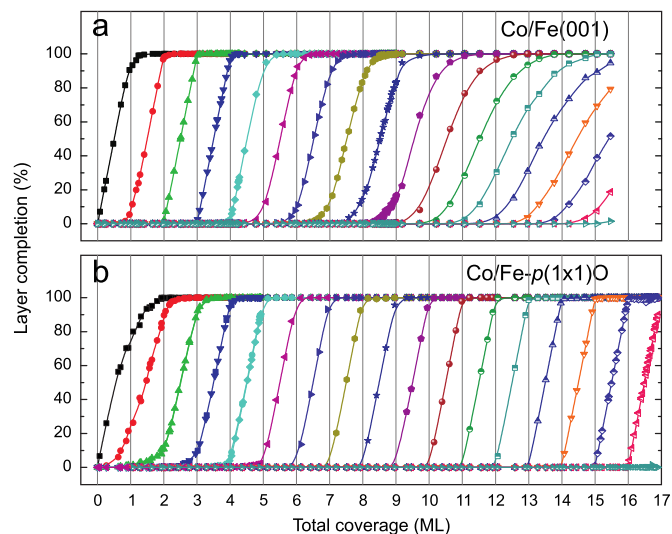 a
Co/Fe(001)
100
80
60
40
20
0
Layer completion (%)
b
Co/Fe-p(1x1)O
100
80
60
40
20
0
0 1 2 3 4 5 6 7 8 9 10 11 12 13 14 15 16 17
Total coverage (ML)